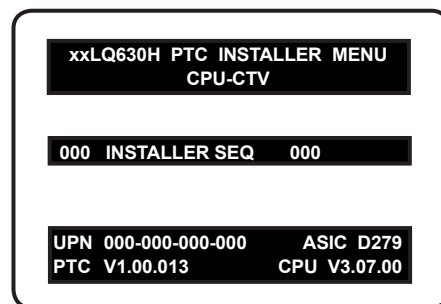 xxLQ630H PTC INSTALLER MENU
CPU-CTV
000 INSTALLER SEQ 000
UPN 000-000-000-000 ASIC D279
PTC V1.00.013 CPU V3.07.00